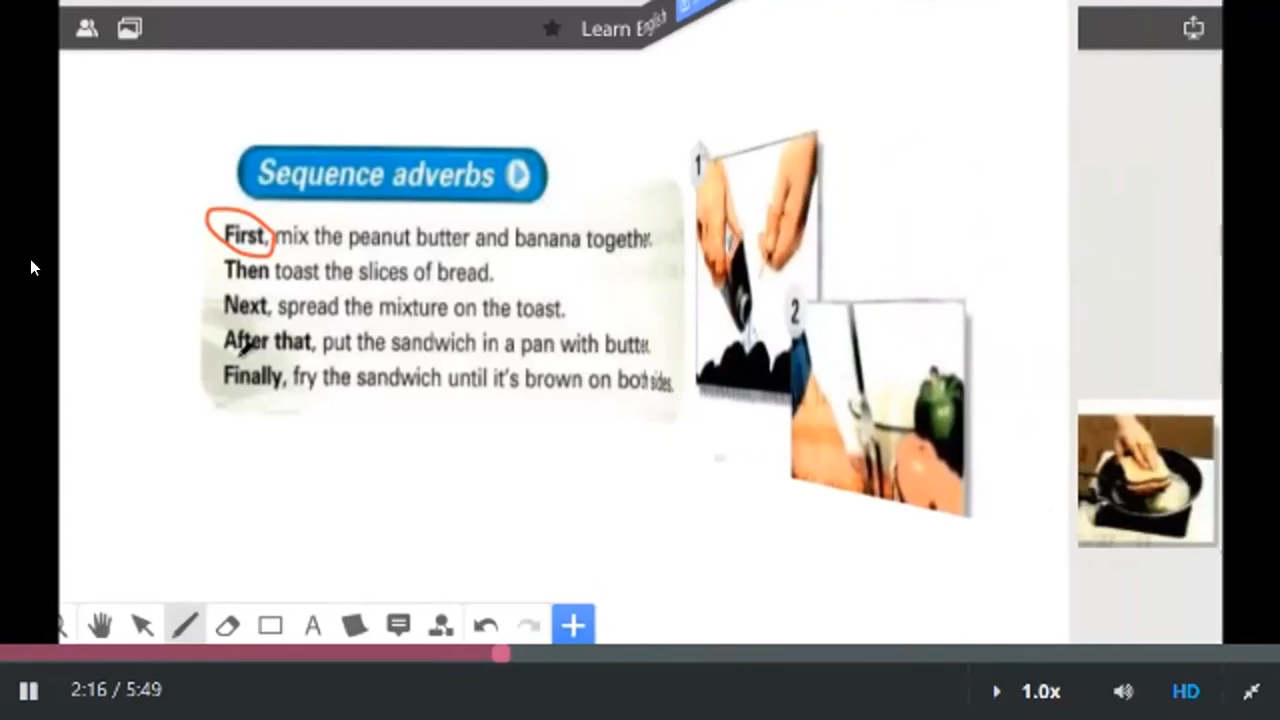 Learn English
Sequence adverbs
First, mix the peanut butter and banana together.
Then toast the slices of bread.
Next, spread the mixture on the toast.
After that, put the sandwich in a pan with butter.
Finally, fry the sandwich until it's brown on both sides.
1
2
A
2:16 / 5:49
1.0x
HD